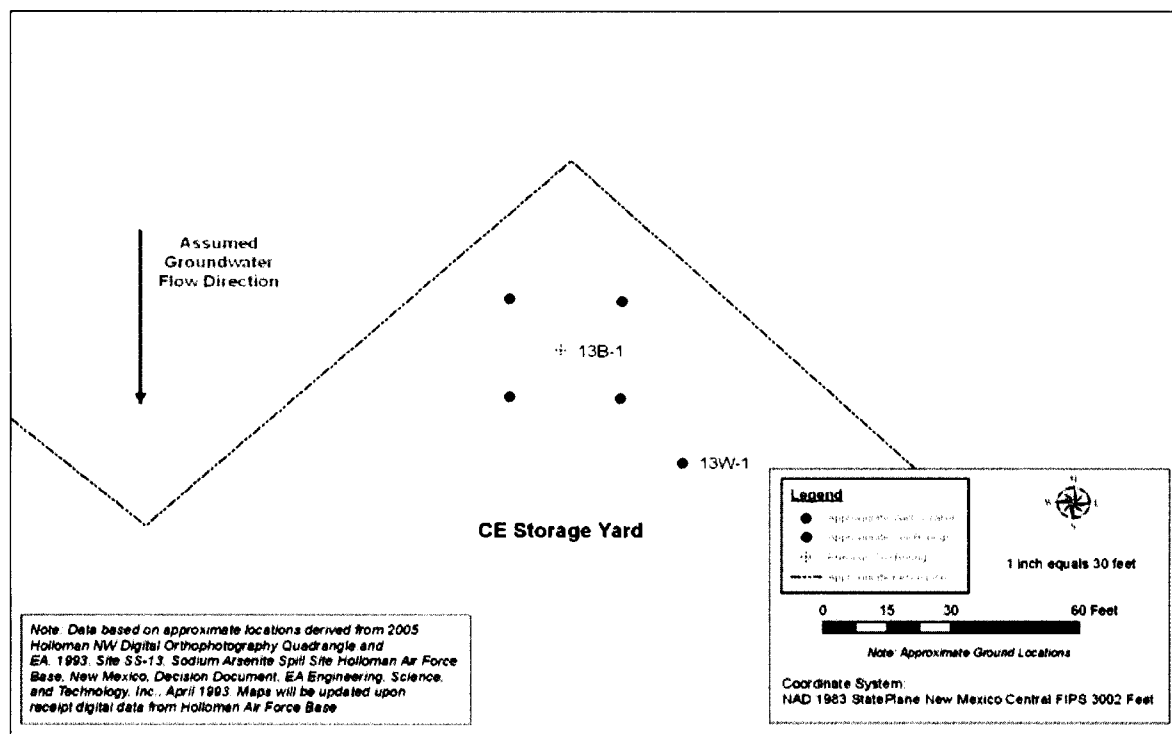 Assumed
Groundwater
Flow Direction
13B-1
13W-1
CE Storage Yard
Legend
Approximate
Approximate
Approximate
N
W E
S
1 inch equals 30 feet
0 15 30 60 Feet
Note: Approximate Ground Locations
Coordinate System:
NAD 1983 StatePlane New Mexico Central FIPS 3002 Feet
Note: Data based on approximate locations derived from 2005
Holloman NW Digital Orthophotography Quadrangle and
EA, 1993. Site SS-13, Sodium Arsenite Spill Site Holloman Air Force
Base, New Mexico, Decision Document, EA Engineering, Science,
and Technology, Inc., April 1993. Maps will be updated upon
receipt digital data from Holloman Air Force Base